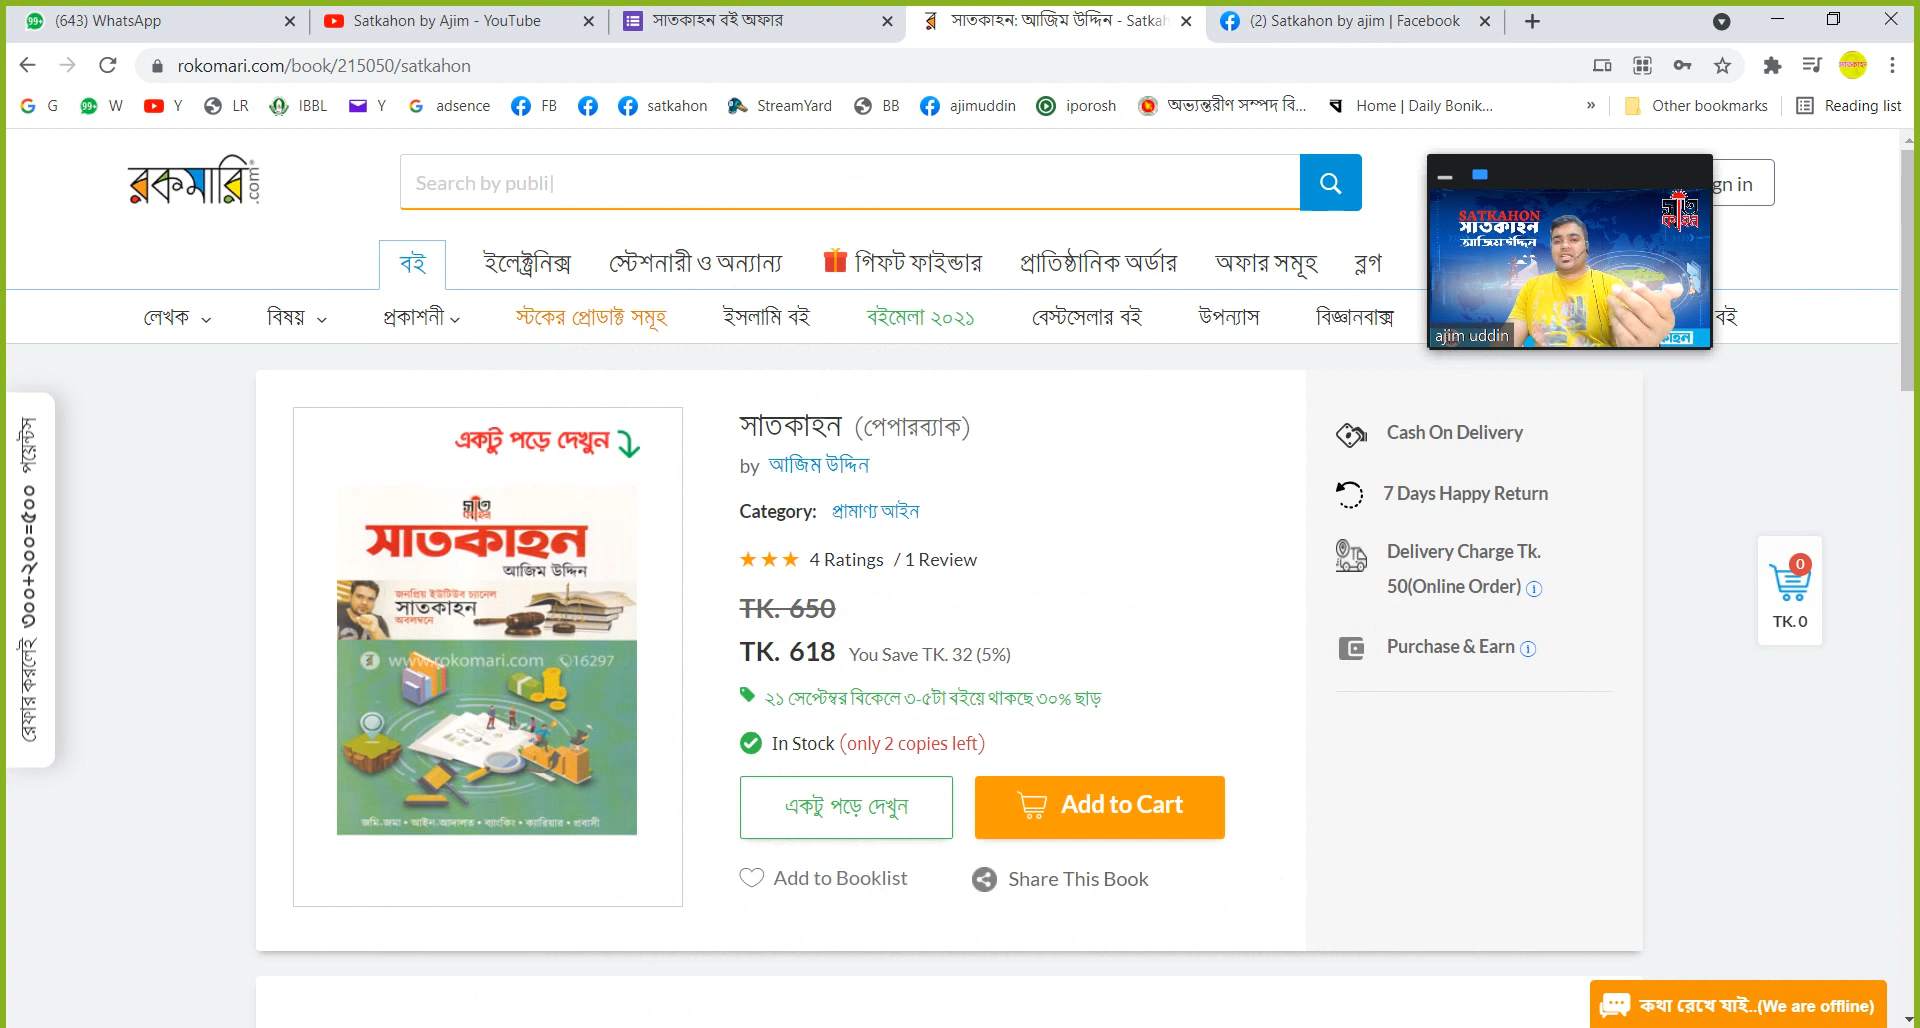 (643) WhatsApp
Satkahon by Ajim - YouTube
সাতকাহন বই অফার
সাতকাহন: আজিম উদ্দিন - Satkah
(2) Satkahon by ajim | Facebook
rokomari.com/book/215050/satkahon
G
99+
W
Y
LR
IBBL
Y
adsence
FB
satkahon
StreamYard
BB
ajimuddin
iporosh
অভ্যন্তরীণ সম্পদ বি...
Home | Daily Bonik...
»
Other bookmarks
Reading list
রকমারি.com
Search by publi
gn in
SATKAHON
সাতকাহন
আজিম উদ্দিন
ajim uddin
বই
ইলেক্ট্রনিক্স
স্টেশনারী ও অন্যান্য
গিফট ফাইন্ডার
প্রাতিষ্ঠানিক অর্ডার
অফার সমূহ
ব্লগ
লেখক
বিষয়
প্রকাশনী
স্টকের প্রোডাক্ট সমূহ
ইসলামি বই
বইমেলা ২০২১
বেস্টসেলার বই
উপন্যাস
বিজ্ঞানবাক্স
বই
রেফার করলেই ৩০০+২০০=৫০০ পয়েন্টস
একটু পড়ে দেখুন
সাতকাহন
আজিম উদ্দিন
জনপ্রিয় ইউটিউব চ্যানেল
সাতকাহন
অবলম্বনে
www.rokomari.com 16297
জমি-জমা • আইন-আদালত • ব্যাংকিং • ক্যারিয়ার • প্রবাসী
সাতকাহন (পেপারব্যাক)
by আজিম উদ্দিন
Category: প্রামাণ্য আইন
4 Ratings / 1 Review
TK. 650
TK. 618 You Save TK. 32 (5%)
২১ সেপ্টেম্বর বিকেলে ৩-৫টা বইয়ে থাকছে ৩০% ছাড়
In Stock (only 2 copies left)
একটু পড়ে দেখুন
Add to Cart
Add to Booklist
Share This Book
Cash On Delivery
7 Days Happy Return
Delivery Charge Tk.
50(Online Order)
Purchase & Earn
0
TK. 0
কথা রেখে যাই..(We are offline)